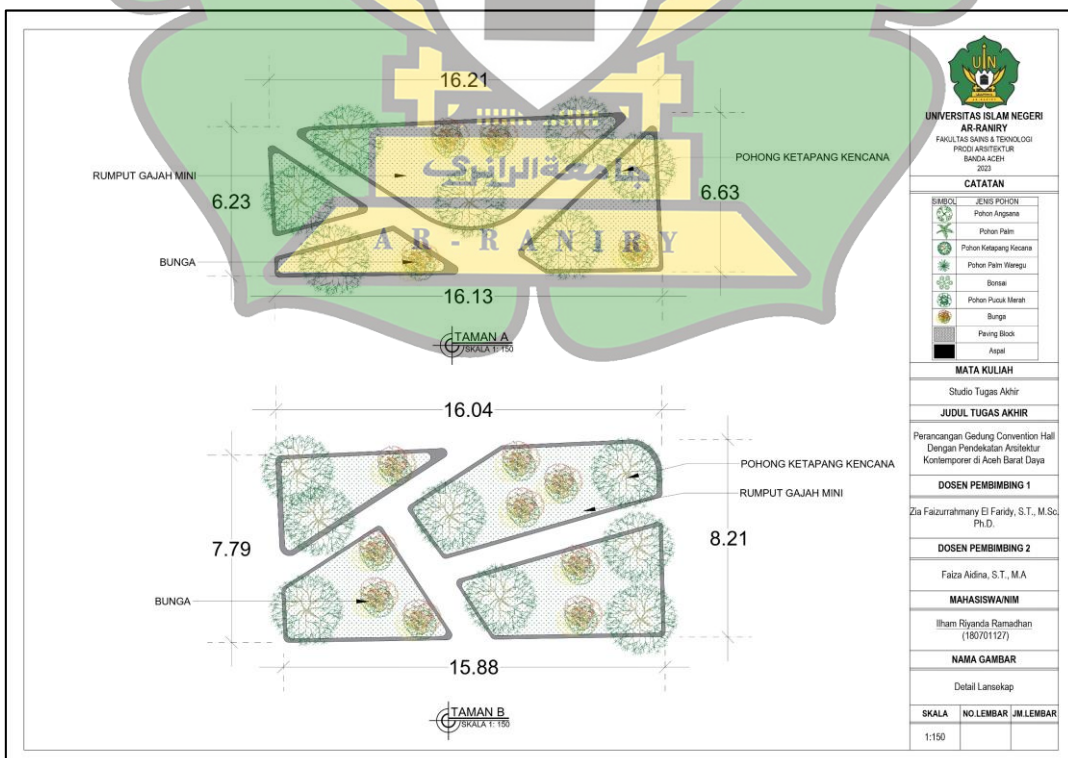 16.21
RUMPUT GAJAH MINI
POHONG KETAPANG KENCANA
6.23
6.63
جامعة الرانيري
AR-RANIRY
BUNGA
16.13
TAMAN A
SKALA 1: 150
16.04
POHONG KETAPANG KENCANA
RUMPUT GAJAH MINI
7.79
8.21
BUNGA
15.88
TAMAN B
SKALA 1: 150
UIN
UNIVERSITAS ISLAM NEGERI
AR-RANIRY
FAKULTAS SAINS & TEKNOLOGI
PRODI ARSITEKTUR
BANDA ACEH
2023
CATATAN
SIMBOL JENIS POHON
Pohon Angsana
Pohon Palm
Pohon Ketapang Kecana
Pohon Palm Waregu
Bonsai
Pohon Pucuk Merah
Bunga
Paving Block
Aspal
MATA KULIAH
Studio Tugas Akhir
JUDUL TUGAS AKHIR
Perancangan Gedung Convention Hall
Dengan Pendekatan Arsitektur
Kontemporer di Aceh Barat Daya
DOSEN PEMBIMBING 1
Zia Faizurrahmany El Faridy, S.T., M.Sc,
Ph.D.
DOSEN PEMBIMBING 2
Faiza Aidina, S.T., M.A
MAHASISWA/NIM
Ilham Riyanda Ramadhan
(180701127)
NAMA GAMBAR
Detail Lansekap
SKALA NO.LEMBAR JM.LEMBAR
1:150